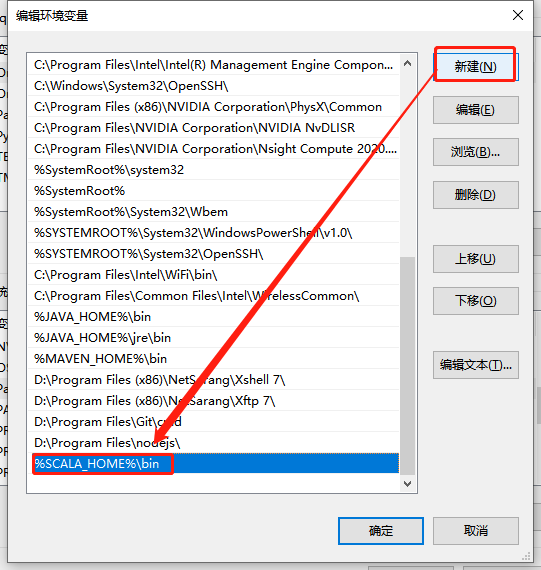 编辑环境变量
C:\Program Files\Intel\Intel(R) Management Engine Compon...
C:\Windows\System32\OpenSSH\
C:\Program Files (x86)\NVIDIA Corporation\PhysX\Common
C:\Program Files\NVIDIA Corporation\NVIDIA NvDLISR
C:\Program Files\NVIDIA Corporation\Nsight Compute 2020....
%SystemRoot%\system32
%SystemRoot%
%SystemRoot%\System32\Wbem
%SYSTEMROOT%\System32\WindowsPowerShell\v1.0\
%SYSTEMROOT%\System32\OpenSSH\
C:\Program Files\Intel\WiFi\bin\
C:\Program Files\Common Files\Intel\WirelessCommon\
%JAVA_HOME%\bin
%JAVA_HOME%\jre\bin
%MAVEN_HOME%\bin
D:\Program Files (x86)\NetSarang\Xshell 7\
D:\Program Files (x86)\NetSarang\Xftp 7\
D:\Program Files\Git\cmd
D:\Program Files\nodejs\
%SCALA_HOME%\bin
新建(N)
编辑(E)
浏览(B)...
删除(D)
上移(U)
下移(O)
编辑文本(T)...
确定
取消